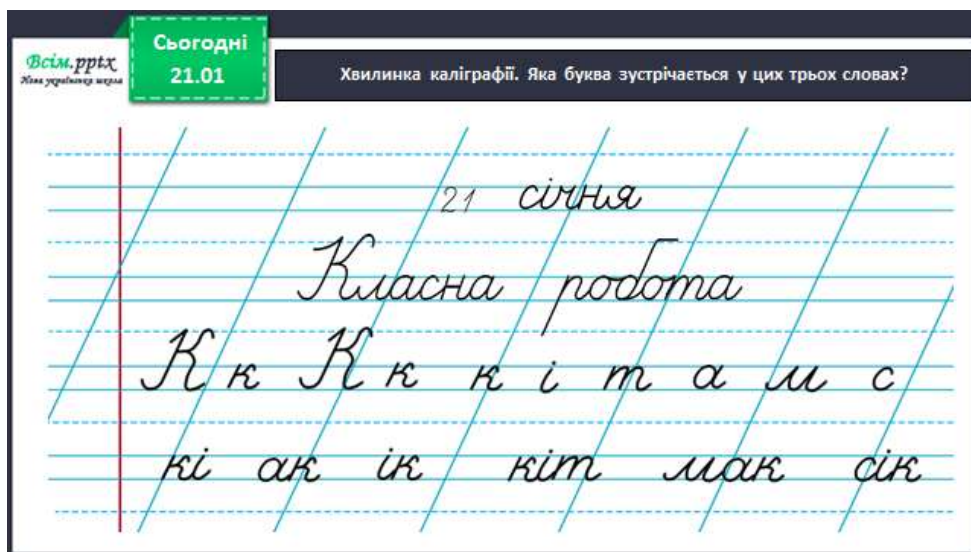 Всім.pptx
Нова українська школа
Сьогодні
21.01
Хвилинка каліграфії. Яка буква зустрічається у цих трьох словах?
21 січня
Класна робота
К к К к к і т а м с
кі ак ік кіт мак сік